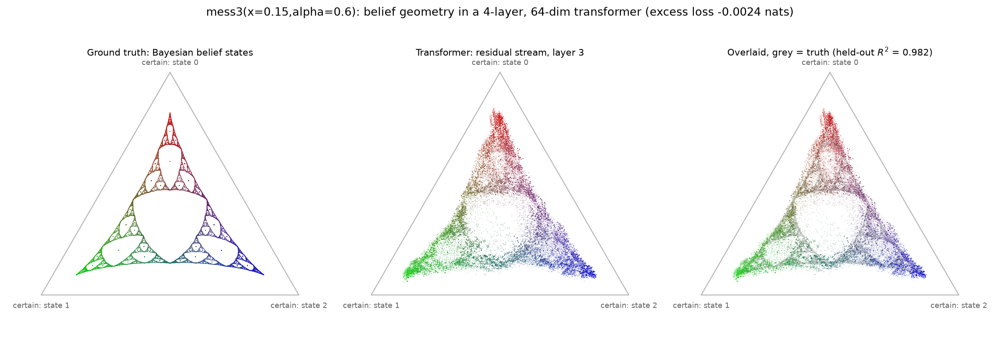 mess3(x=0.15,alpha=0.6): belief geometry in a 4-layer, 64-dim transformer (excess loss -0.0024 nats)
Ground truth: Bayesian belief states
certain: state 0
certain: state 1
certain: state 2
Transformer: residual stream, layer 3
certain: state 0
certain: state 1
certain: state 2
Overlaid, grey = truth (held-out R² = 0.982)
certain: state 0
certain: state 1
certain: state 2